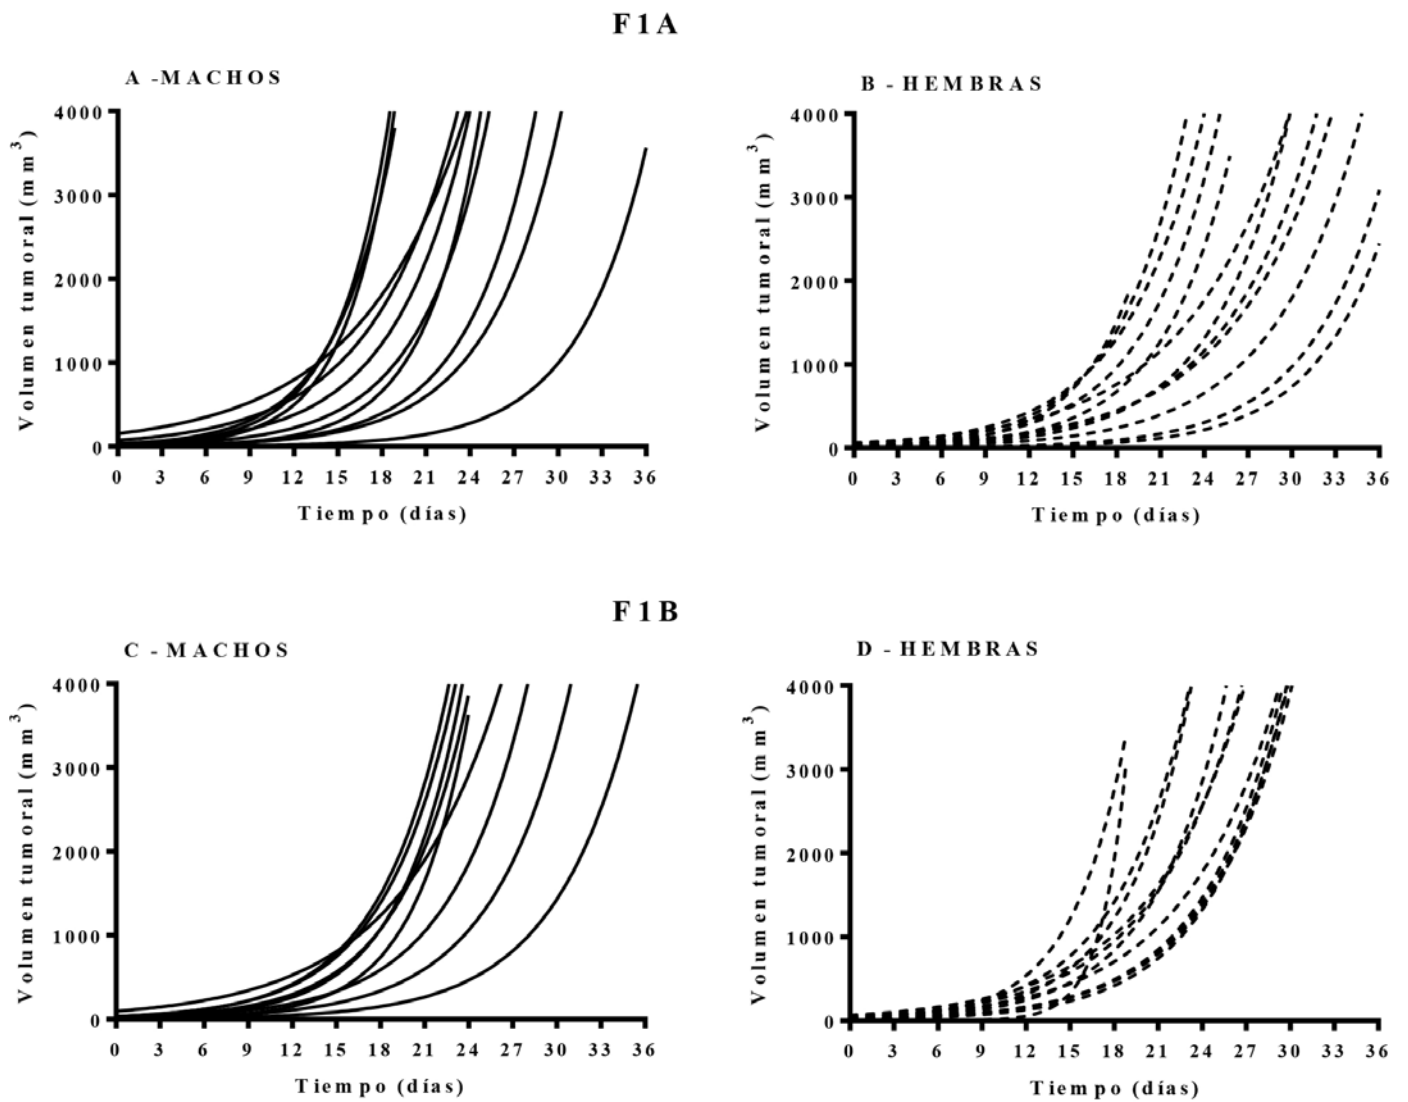 F1A
A -MACHOS
Volumen tumoral (mm3)
4000
3000
2000
1000
0
0 3 6 9 12 15 18 21 24 27 30 33 36
Tiempo (días)
B - HEMBRAS
Volumen tumoral (mm3)
4000
3000
2000
1000
0
0 3 6 9 12 15 18 21 24 27 30 33 36
Tiempo (días)
F1B
C - MACHOS
Volumen tumoral (mm3)
4000
3000
2000
1000
0
0 3 6 9 12 15 18 21 24 27 30 33 36
Tiempo (días)
D - HEMBRAS
Volumen tumoral (mm3)
4000
3000
2000
1000
0
0 3 6 9 12 15 18 21 24 27 30 33 36
Tiempo (días)